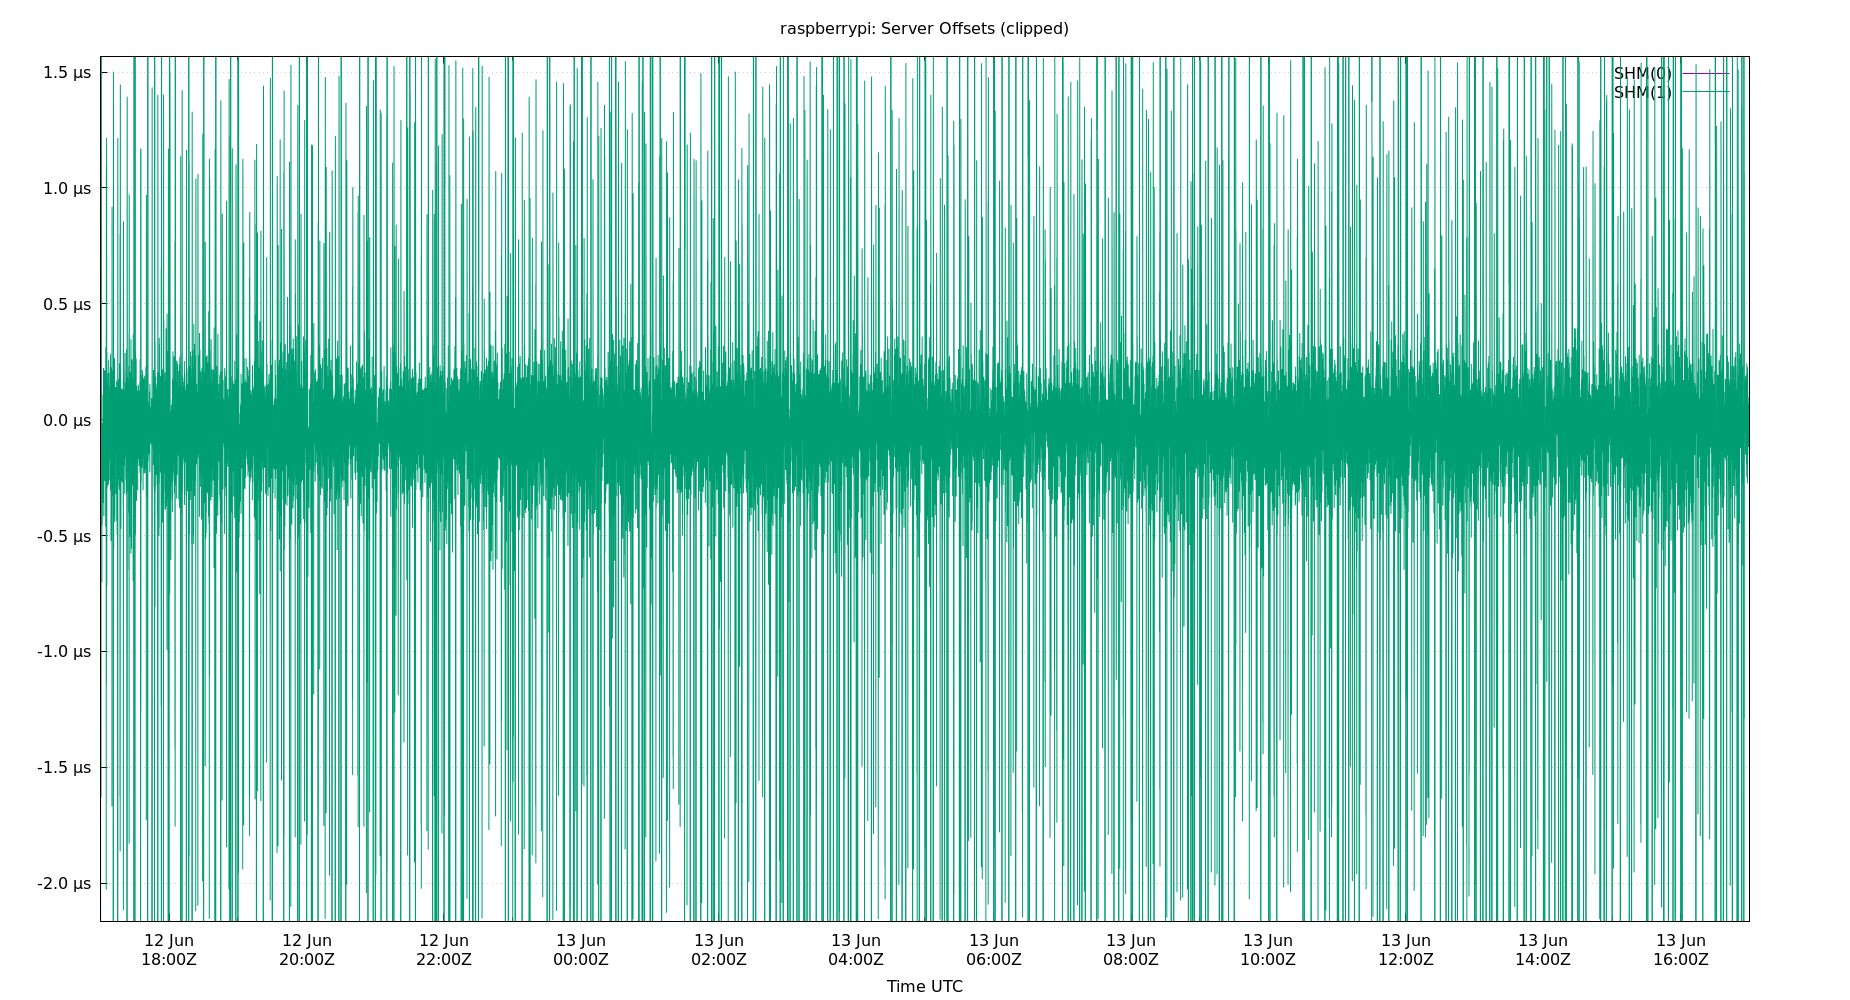 raspberrypi: Server Offsets (clipped)
1.5 μs
1.0 μs
0.5 μs
0.0 μs
-0.5 μs
-1.0 μs
-1.5 μs
-2.0 μs
SHM(0)
SHM(1)
12 Jun
18:00Z
12 Jun
20:00Z
12 Jun
22:00Z
13 Jun
00:00Z
13 Jun
02:00Z
13 Jun
04:00Z
13 Jun
06:00Z
13 Jun
08:00Z
13 Jun
10:00Z
13 Jun
12:00Z
13 Jun
14:00Z
13 Jun
16:00Z
Time UTC